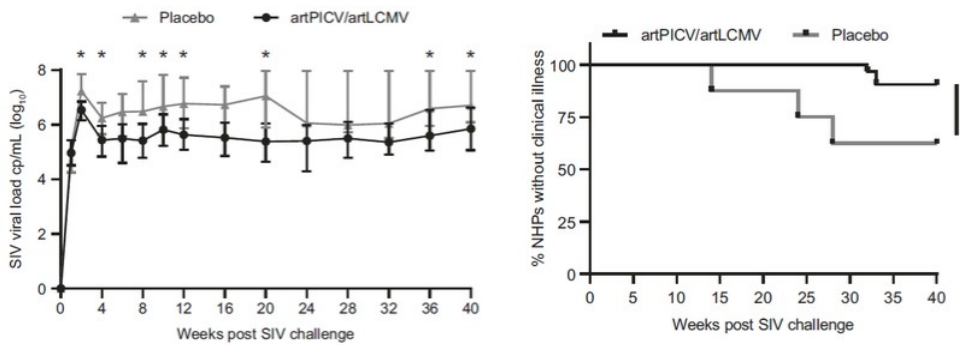 Placebo
artPICV/artLCMV
* * * * * * * *
SIV viral load cp/mL (log10)
8
6
4
2
0
0 4 8 12 16 20 24 28 32 36 40
Weeks post SIV challenge
artPICV/artLCMV
Placebo
% NHPs without clinical illness
100
75
50
25
0
0 5 10 15 20 25 30 35 40
Weeks post SIV challenge